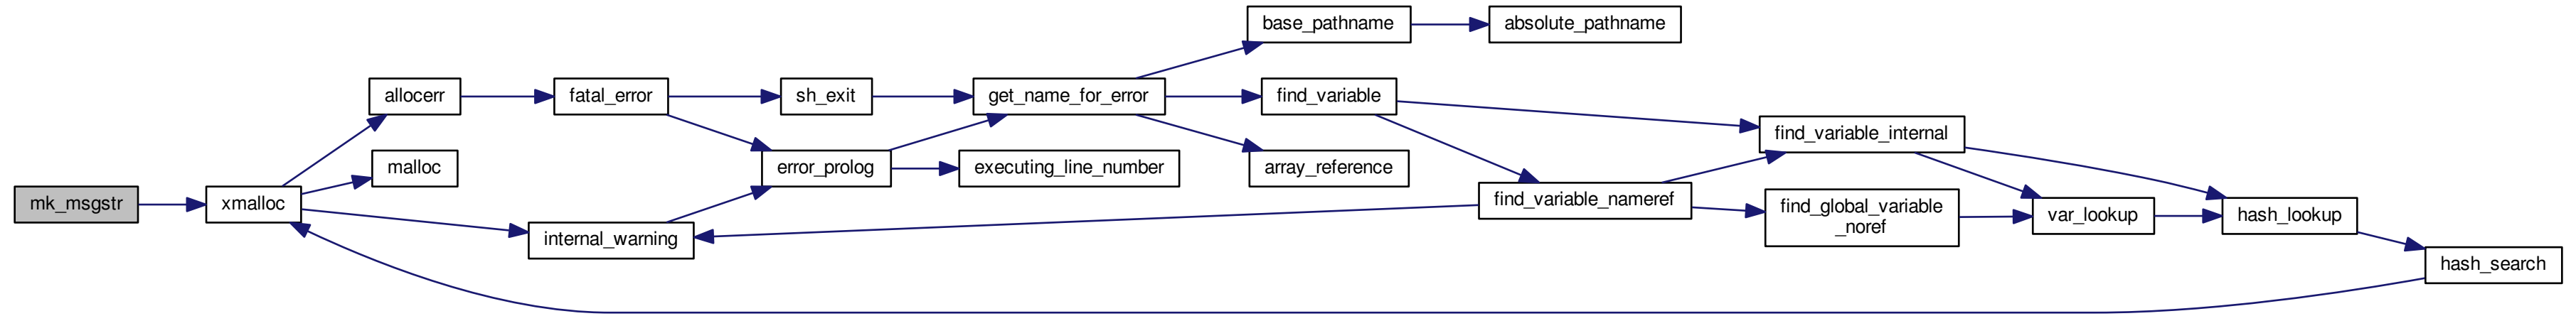 base_pathname
absolute_pathname
allocerr
fatal_error
sh_exit
get_name_for_error
find_variable
find_variable_internal
malloc
error_prolog
executing_line_number
array_reference
mk_msgstr
xmalloc
find_variable_nameref
find_global_variable
_noref
var_lookup
hash_lookup
internal_warning
hash_search